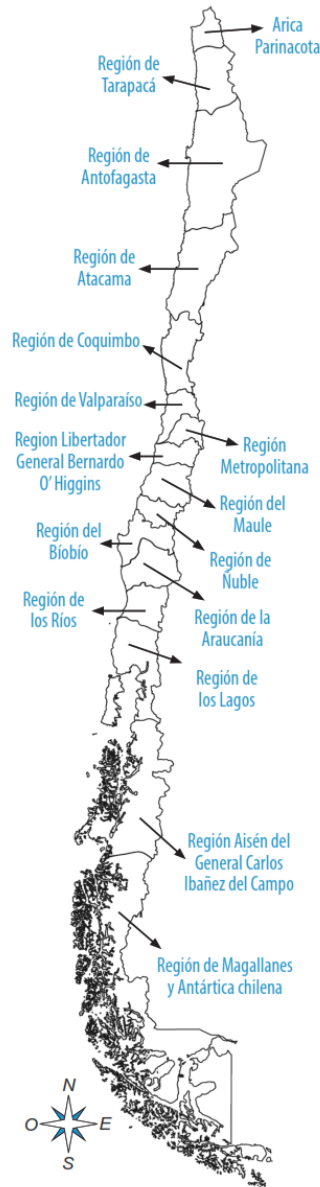 Arica
Parinacota
Región de
Tarapacá
Región de
Antofagasta
Región de
Atacama
Región de Coquimbo
Región de Valparaíso
Region Libertador
General Bernardo
O' Higgins
Región
Metropolitana
Región del
Maule
Región del
Bíobío
Región de
Ñuble
Región de
los Ríos
Región de la
Araucanía
Región de
los Lagos
Región Aisén del
General Carlos
Ibañez del Campo
Región de Magallanes
y Antártica chilena
N
O
E
S